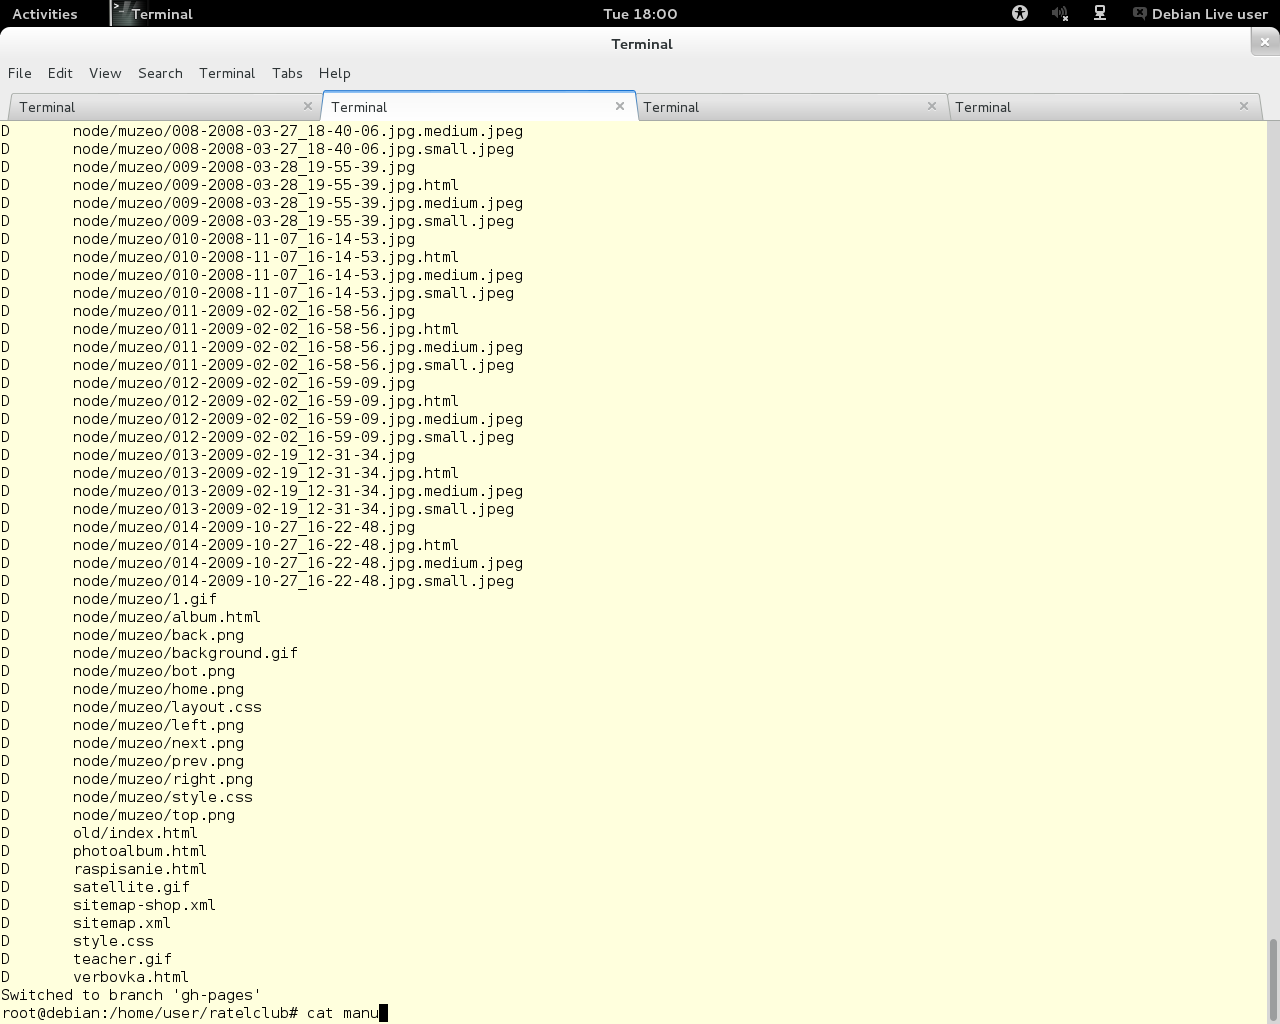 Activities Terminal Tue 18:00 Debian Live user
Terminal
File Edit View Search Terminal Tabs Help
Terminal Terminal Terminal Terminal
D node/muzeo/008-2008-03-27_18-40-06.jpg.medium.jpeg
D node/muzeo/008-2008-03-27_18-40-06.jpg.small.jpeg
D node/muzeo/009-2008-03-28_19-55-39.jpg
D node/muzeo/009-2008-03-28_19-55-39.jpg.html
D node/muzeo/009-2008-03-28_19-55-39.jpg.medium.jpeg
D node/muzeo/009-2008-03-28_19-55-39.jpg.small.jpeg
D node/muzeo/010-2008-11-07_16-14-53.jpg
D node/muzeo/010-2008-11-07_16-14-53.jpg.html
D node/muzeo/010-2008-11-07_16-14-53.jpg.medium.jpeg
D node/muzeo/010-2008-11-07_16-14-53.jpg.small.jpeg
D node/muzeo/011-2009-02-02_16-58-56.jpg
D node/muzeo/011-2009-02-02_16-58-56.jpg.html
D node/muzeo/011-2009-02-02_16-58-56.jpg.medium.jpeg
D node/muzeo/011-2009-02-02_16-58-56.jpg.small.jpeg
D node/muzeo/012-2009-02-02_16-59-09.jpg
D node/muzeo/012-2009-02-02_16-59-09.jpg.html
D node/muzeo/012-2009-02-02_16-59-09.jpg.medium.jpeg
D node/muzeo/012-2009-02-02_16-59-09.jpg.small.jpeg
D node/muzeo/013-2009-02-19_12-31-34.jpg
D node/muzeo/013-2009-02-19_12-31-34.jpg.html
D node/muzeo/013-2009-02-19_12-31-34.jpg.medium.jpeg
D node/muzeo/013-2009-02-19_12-31-34.jpg.small.jpeg
D node/muzeo/014-2009-10-27_16-22-48.jpg
D node/muzeo/014-2009-10-27_16-22-48.jpg.html
D node/muzeo/014-2009-10-27_16-22-48.jpg.medium.jpeg
D node/muzeo/014-2009-10-27_16-22-48.jpg.small.jpeg
D node/muzeo/1.gif
D node/muzeo/album.html
D node/muzeo/back.png
D node/muzeo/background.gif
D node/muzeo/bot.png
D node/muzeo/home.png
D node/muzeo/layout.css
D node/muzeo/left.png
D node/muzeo/next.png
D node/muzeo/prev.png
D node/muzeo/right.png
D node/muzeo/style.css
D node/muzeo/top.png
D old/index.html
D photoalbum.html
D raspisanie.html
D satellite.gif
D sitemap-shop.xml
D sitemap.xml
D style.css
D teacher.gif
D verbovka.html
Switched to branch 'gh-pages'
root@debian:/home/user/ratelclub# cat manu